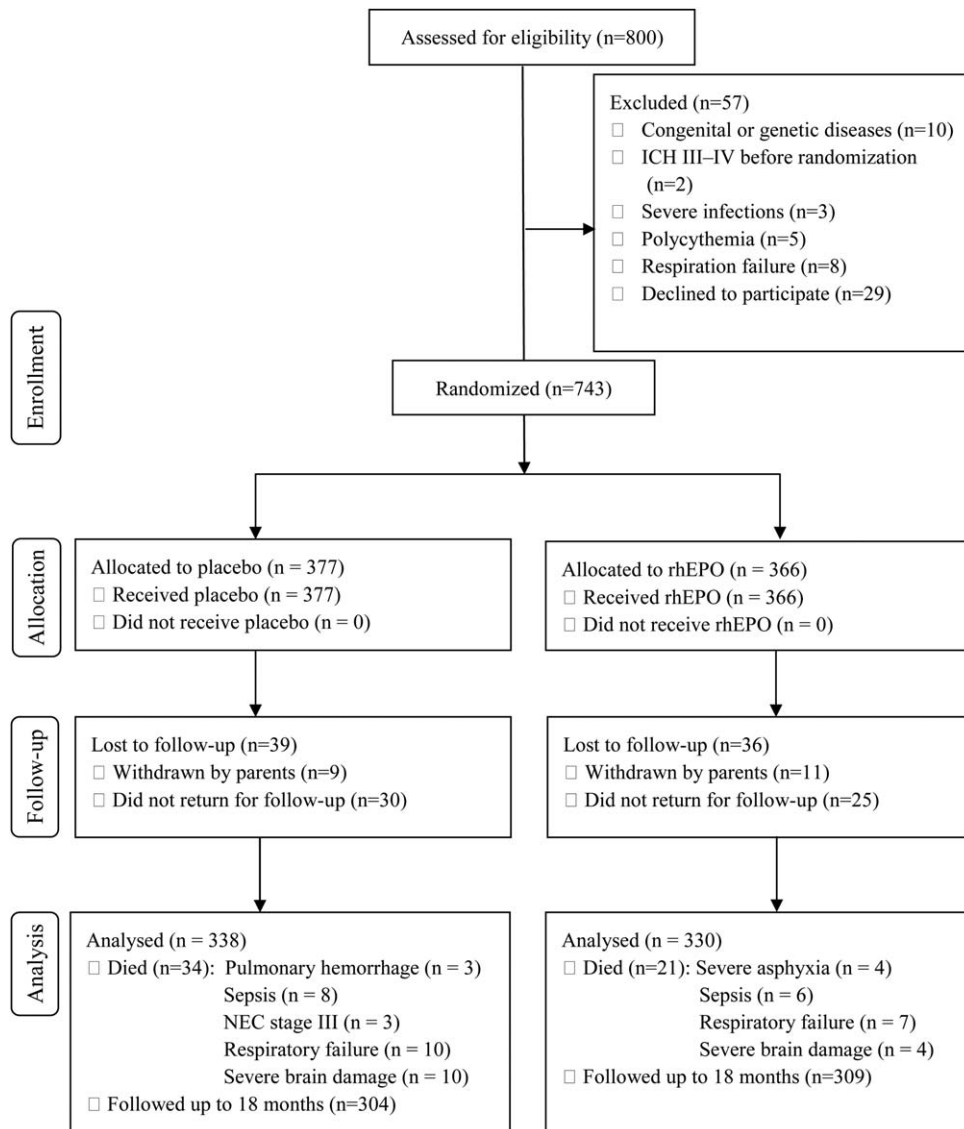 Assessed for eligibility (n=800)
Excluded (n=57)
□ Congenital or genetic diseases (n=10)
□ ICH III–IV before randomization
(n=2)
□ Severe infections (n=3)
□ Polycythemia (n=5)
□ Respiration failure (n=8)
□ Declined to participate (n=29)
Enrollment
Randomized (n=743)
Allocation
Allocated to placebo (n = 377)
□ Received placebo (n = 377)
□ Did not receive placebo (n = 0)
Allocated to rhEPO (n = 366)
□ Received rhEPO (n = 366)
□ Did not receive rhEPO (n = 0)
Follow-up
Lost to follow-up (n=39)
□ Withdrawn by parents (n=9)
□ Did not return for follow-up (n=30)
Lost to follow-up (n=36)
□ Withdrawn by parents (n=11)
□ Did not return for follow-up (n=25)
Analysis
Analysed (n = 338)
□ Died (n=34): Pulmonary hemorrhage (n = 3)
Sepsis (n = 8)
NEC stage III (n = 3)
Respiratory failure (n = 10)
Severe brain damage (n = 10)
□ Followed up to 18 months (n=304)
Analysed (n = 330)
□ Died (n=21): Severe asphyxia (n = 4)
Sepsis (n = 6)
Respiratory failure (n = 7)
Severe brain damage (n = 4)
□ Followed up to 18 months (n=309)